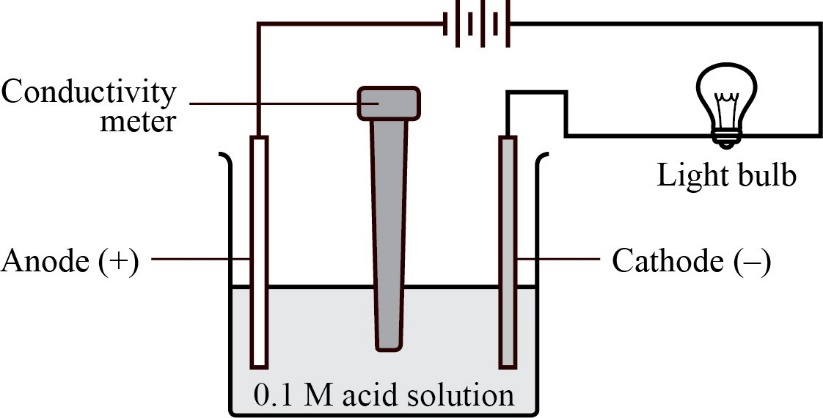 Conductivity
meter
Light bulb
Anode (+)
Cathode (–)
0.1 M acid solution